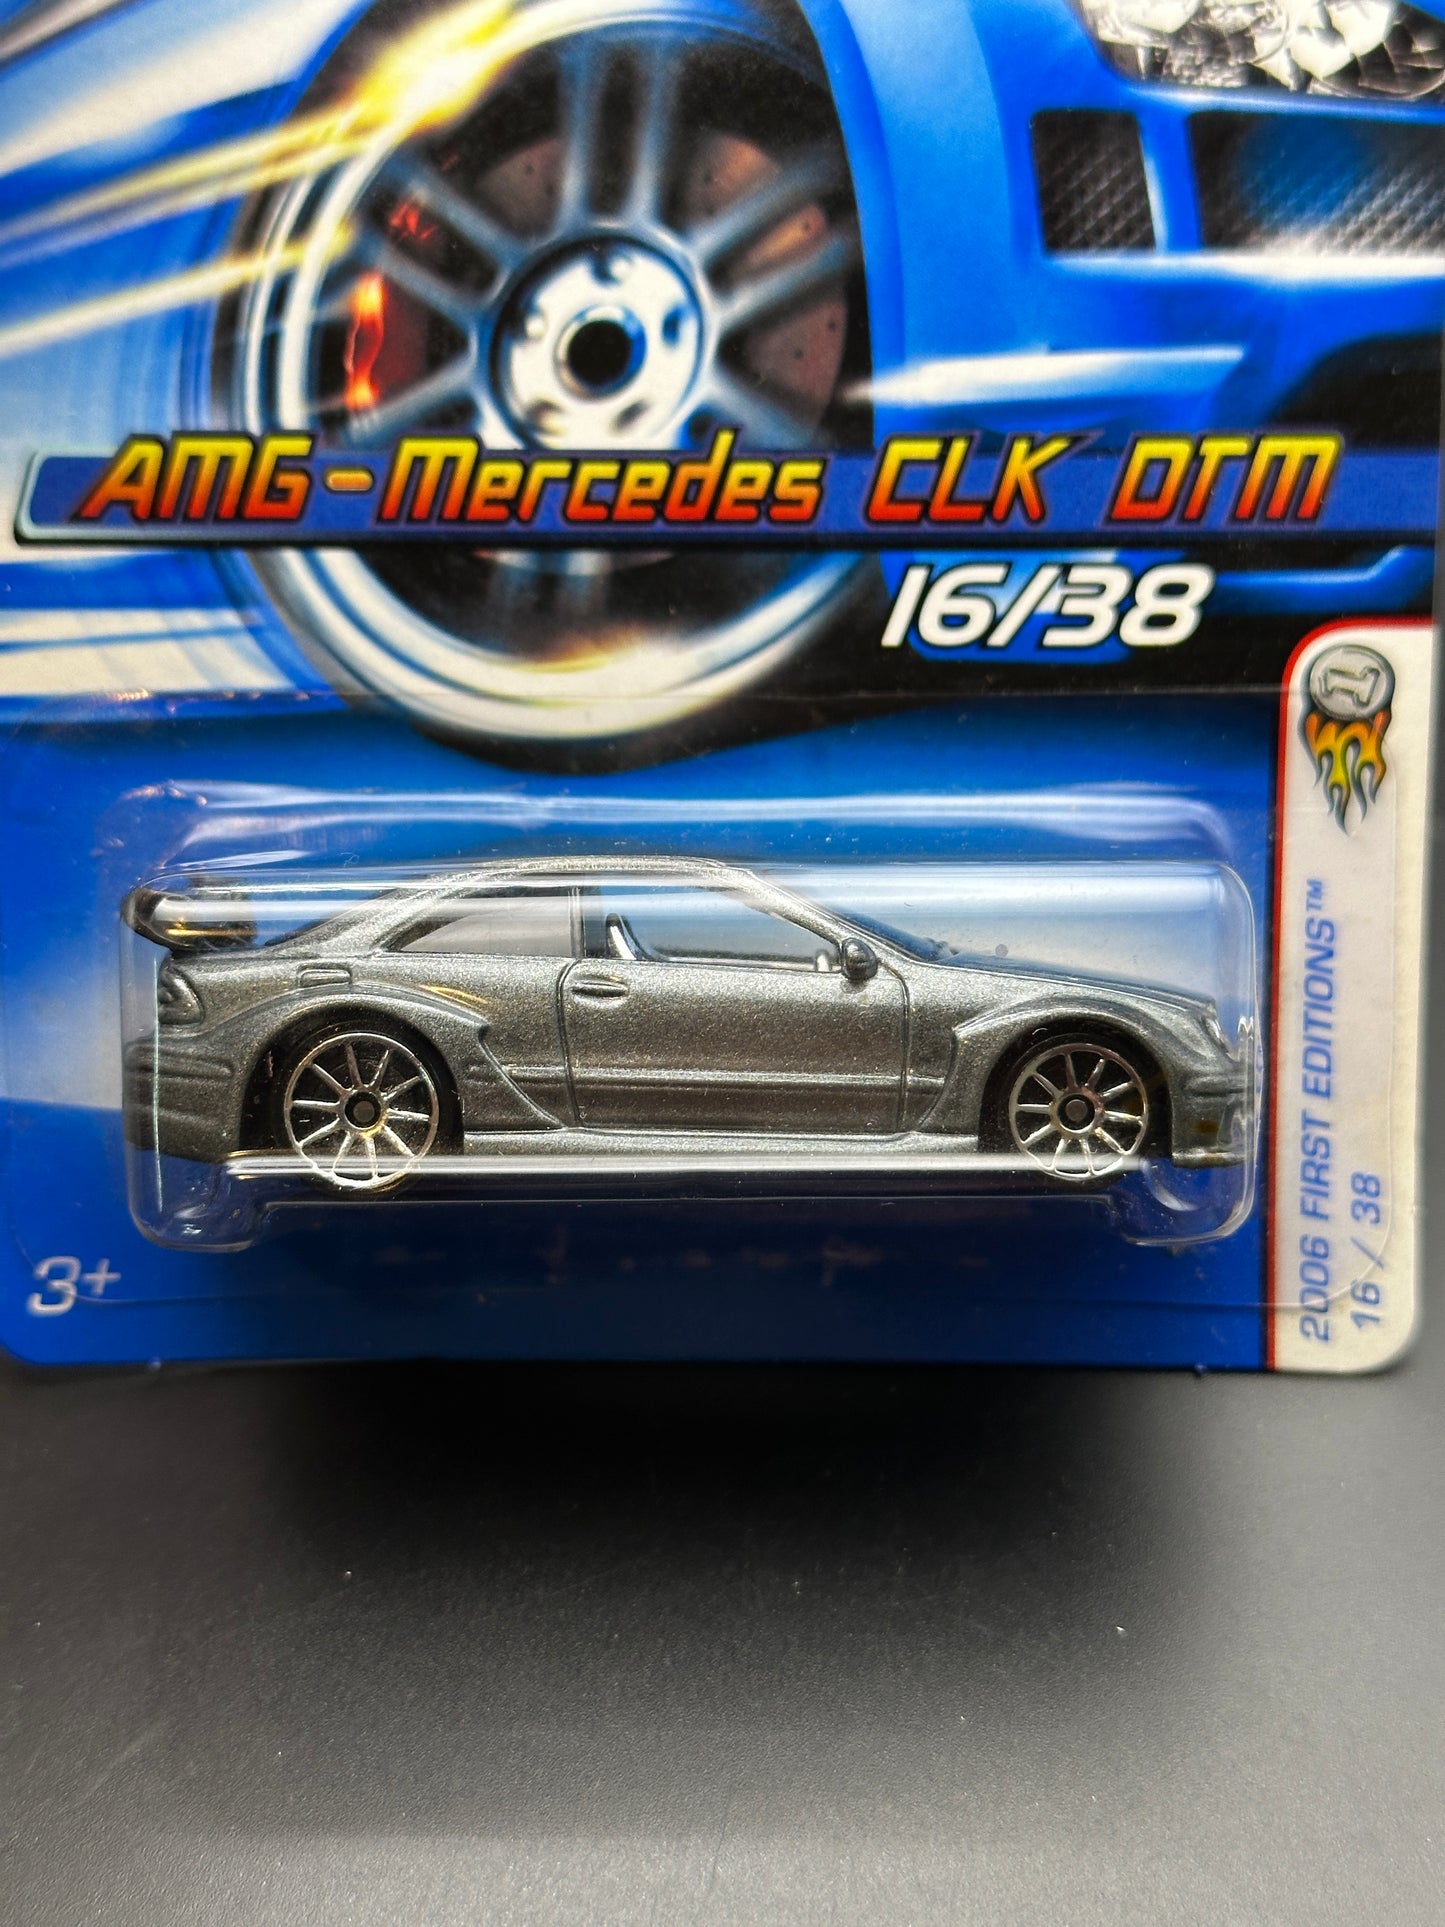 AMG-Mercedes CLK DTM
16/38
2006 FIRST EDITIONS™
16 / 38
3+